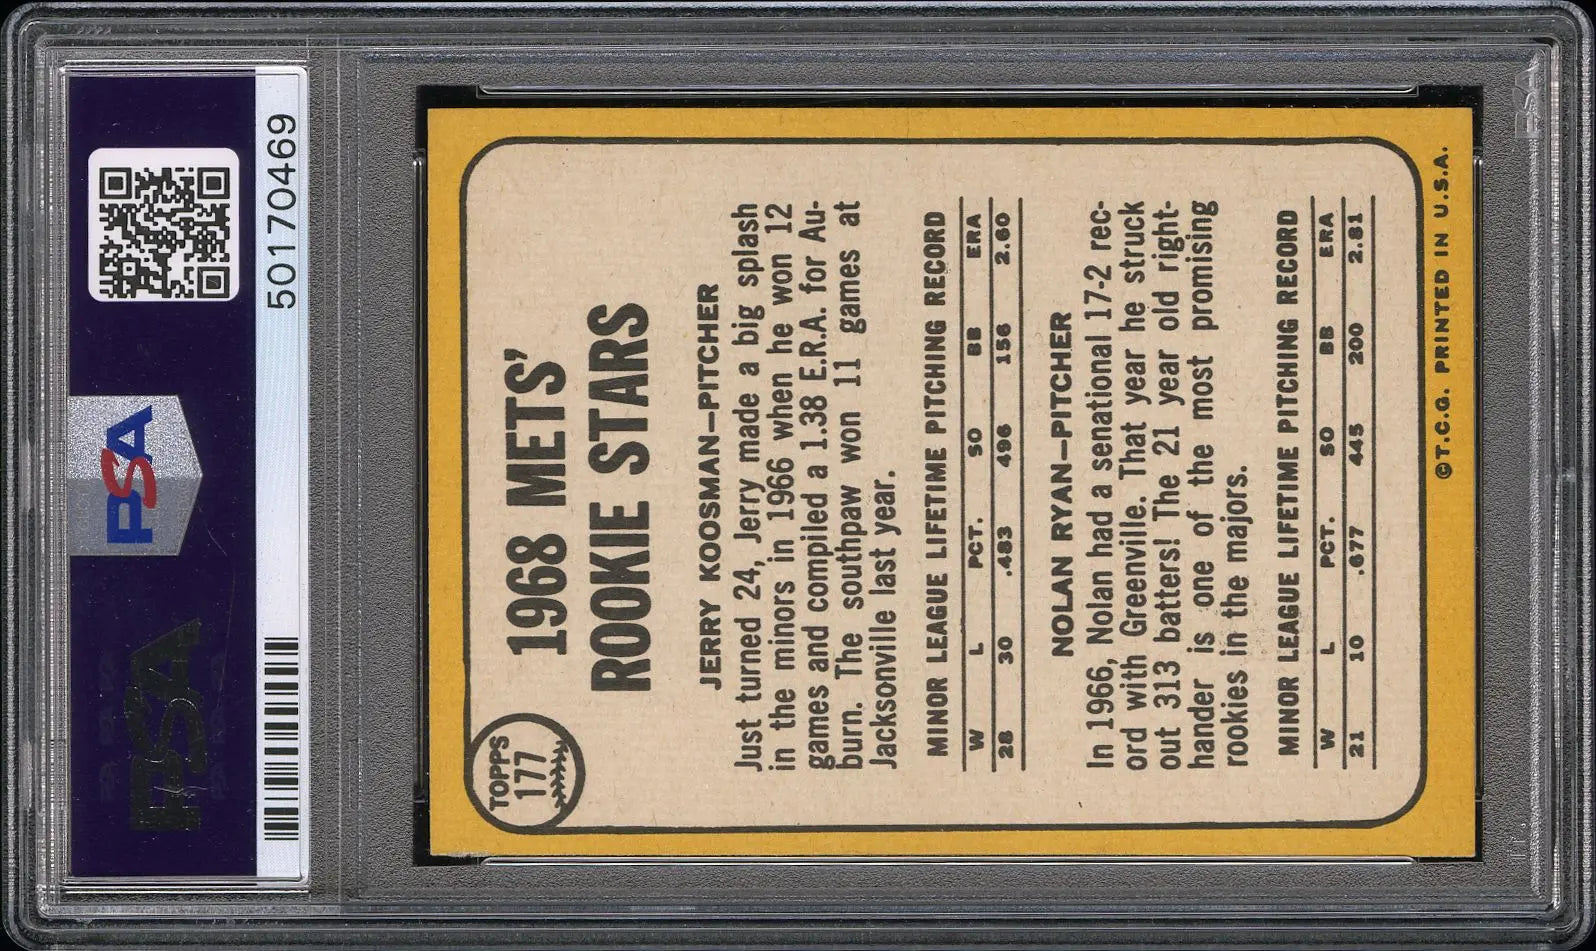 PSA
50170469
PSA
TOPPS
177
1968 METS'
ROOKIE STARS
JERRY KOOSMAN—PITCHER
Just turned 24, Jerry made a big splash
in the minors in 1966 when he won 12
games and compiled a 1.38 E.R.A. for Au-
burn. The southpaw won 11 games at
Jacksonville last year.
MINOR LEAGUE LIFETIME PITCHING RECORD
W L PCT. SO BB ERA
28 30 .483 496 156 2.60
NOLAN RYAN—PITCHER
In 1966, Nolan had a senational 17-2 rec-
ord with Greenville. That year he struck
out 313 batters! The 21 year old right-
hander is one of the most promising
rookies in the majors.
MINOR LEAGUE LIFETIME PITCHING RECORD
W L PCT. SO BB ERA
21 10 .677 445 200 2.81
©T.C.G. PRINTED IN U.S.A.
PSA